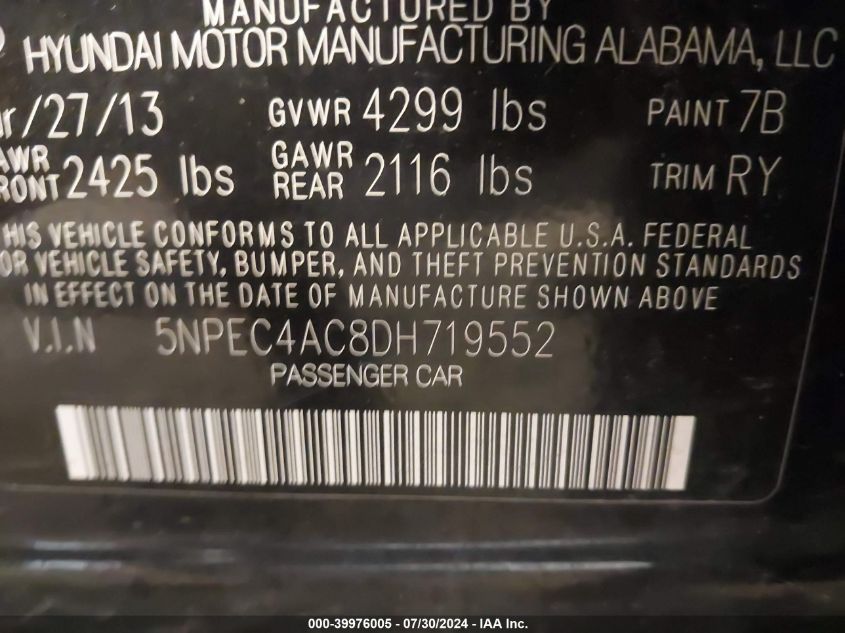 MANUFACTURED BY
HYUNDAI MOTOR MANUFACTURING ALABAMA, LLC
/27/13 GVWR 4299 lbs PAINT 7B
AWR FRONT 2425 lbs GAWR REAR 2116 lbs TRIM RY
HIS VEHICLE CONFORMS TO ALL APPLICABLE U.S.A. FEDERAL
OR VEHICLE SAFETY, BUMPER, AND THEFT PREVENTION STANDARDS
IN EFFECT ON THE DATE OF MANUFACTURE SHOWN ABOVE
V.I.N 5NPEC4AC8DH719552
PASSENGER CAR
000-39976005 - 07/30/2024 - IAA Inc.